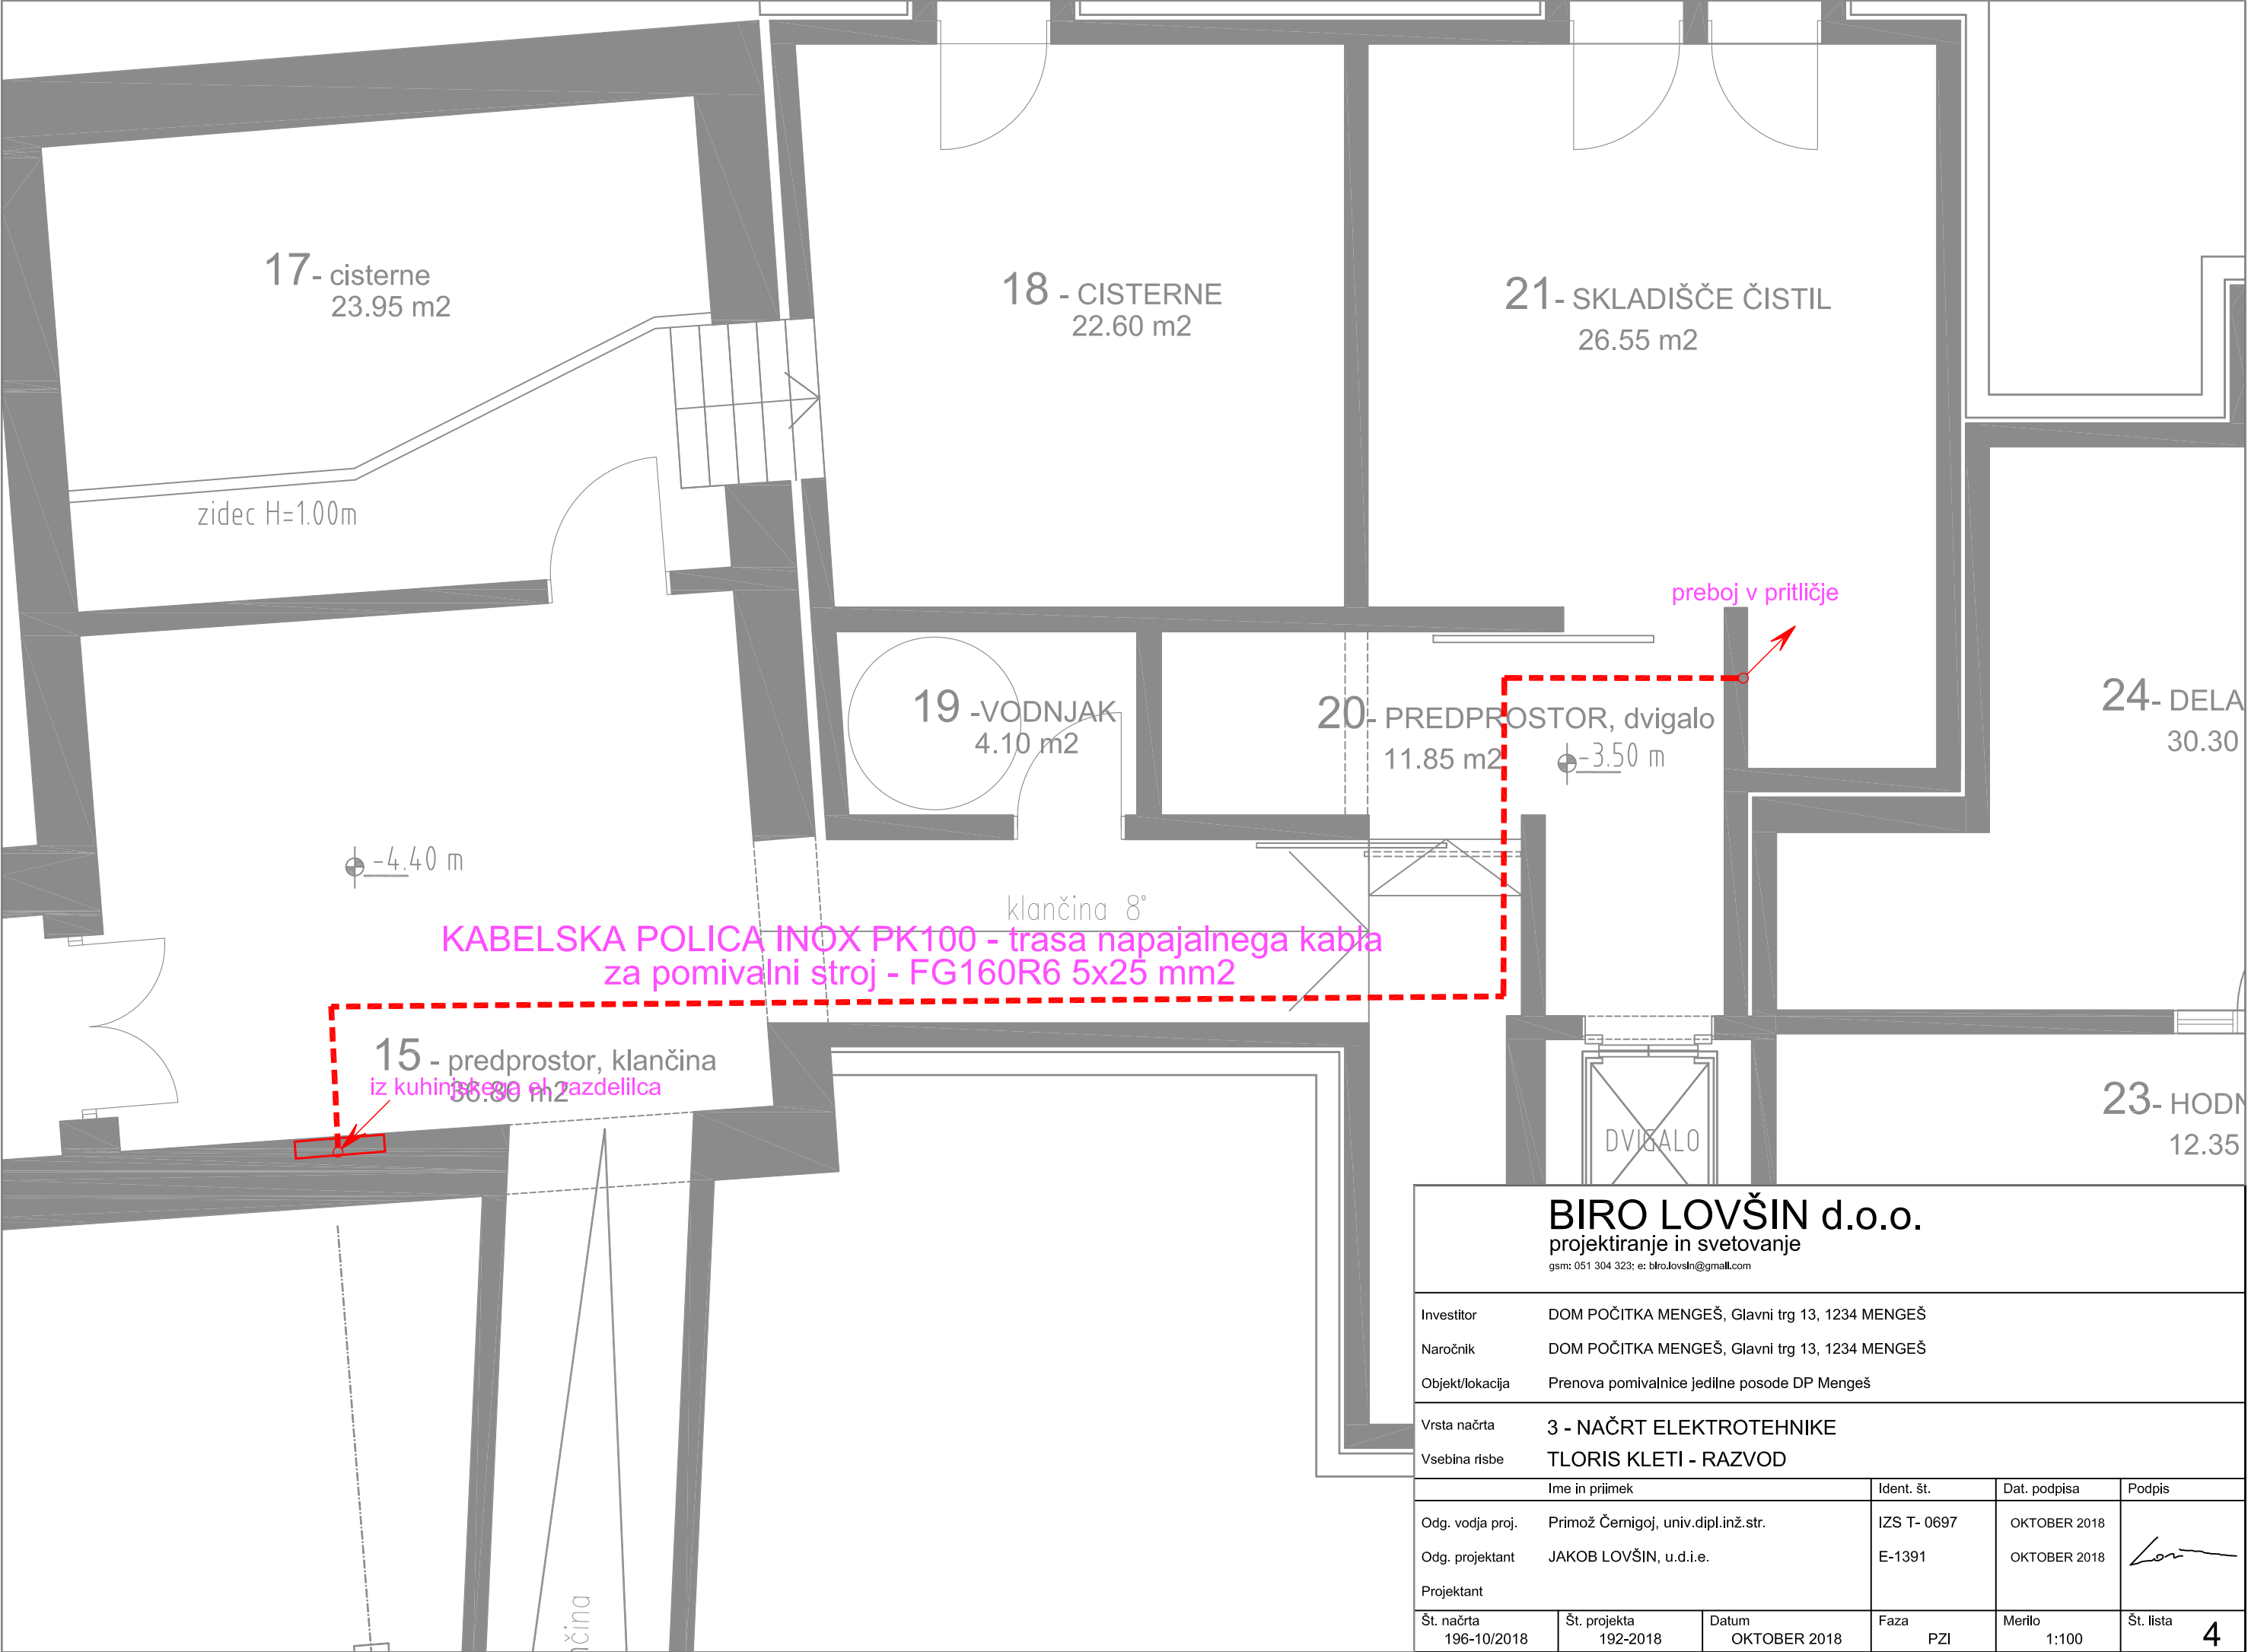 17- cisterne
23.95 m2
18 - CISTERNE
22.60 m2
21- SKLADIŠČE ČISTIL
26.55 m2
zidec H=1.00m
preboj v pritličje
19 -VODNJAK
4.10 m2
20- PREDPROSTOR, dvigalo
11.85 m2
-3.50 m
24- DELA
30.30
-4.40 m
klančina 8°
KABELSKA POLICA INOX PK100 - trasa napajalnega kabla
za pomivalni stroj - FG160R6 5x25 mm2
15 - predprostor, klančina
36.80 m2
iz kuhinjskega el. razdelilca
23- HODN
12.35
DVIGALO
nčina
BIRO LOVŠIN d.o.o.
projektiranje in svetovanje
gsm: 051 304 323; e: biro.lovsin@gmail.com
Investitor DOM POČITKA MENGEŠ, Glavni trg 13, 1234 MENGEŠ
Naročnik DOM POČITKA MENGEŠ, Glavni trg 13, 1234 MENGEŠ
Objekt/lokacija Prenova pomivalnice jedilne posode DP Mengeš
Vrsta načrta 3 - NAČRT ELEKTROTEHNIKE
Vsebina risbe TLORIS KLETI - RAZVOD
Ime in priimek Ident. št. Dat. podpisa Podpis
Odg. vodja proj. Primož Černigoj, univ.dipl.inž.str. IZS T- 0697 OKTOBER 2018
Odg. projektant JAKOB LOVŠIN, u.d.i.e. E-1391 OKTOBER 2018
Projektant
Št. načrta Št. projekta Datum Faza Merilo Št. lista
196-10/2018 192-2018 OKTOBER 2018 PZI 1:100 4